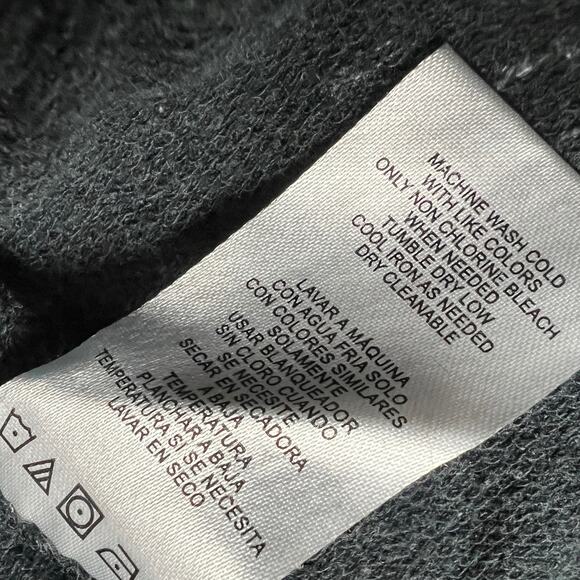 MACHINE WASH COLD
WITH LIKE COLORS
ONLY NON CHLORINE BLEACH
WHEN NEEDED
TUMBLE DRY LOW
COOL IRON AS NEEDED
DRY CLEANABLE
LAVAR A MAQUINA
CON AGUA FRIA SOLO
CON COLORES SIMILARES
SOLAMENTE
USAR BLANQUEADOR
SIN CLORO CUANDO
SE NECESITE
SECAR EN SECADORA
A BAJA
TEMPERATURA
PLANCHAR A BAJA
TEMPERATURA SI SE NECESITA
LAVAR EN SECO